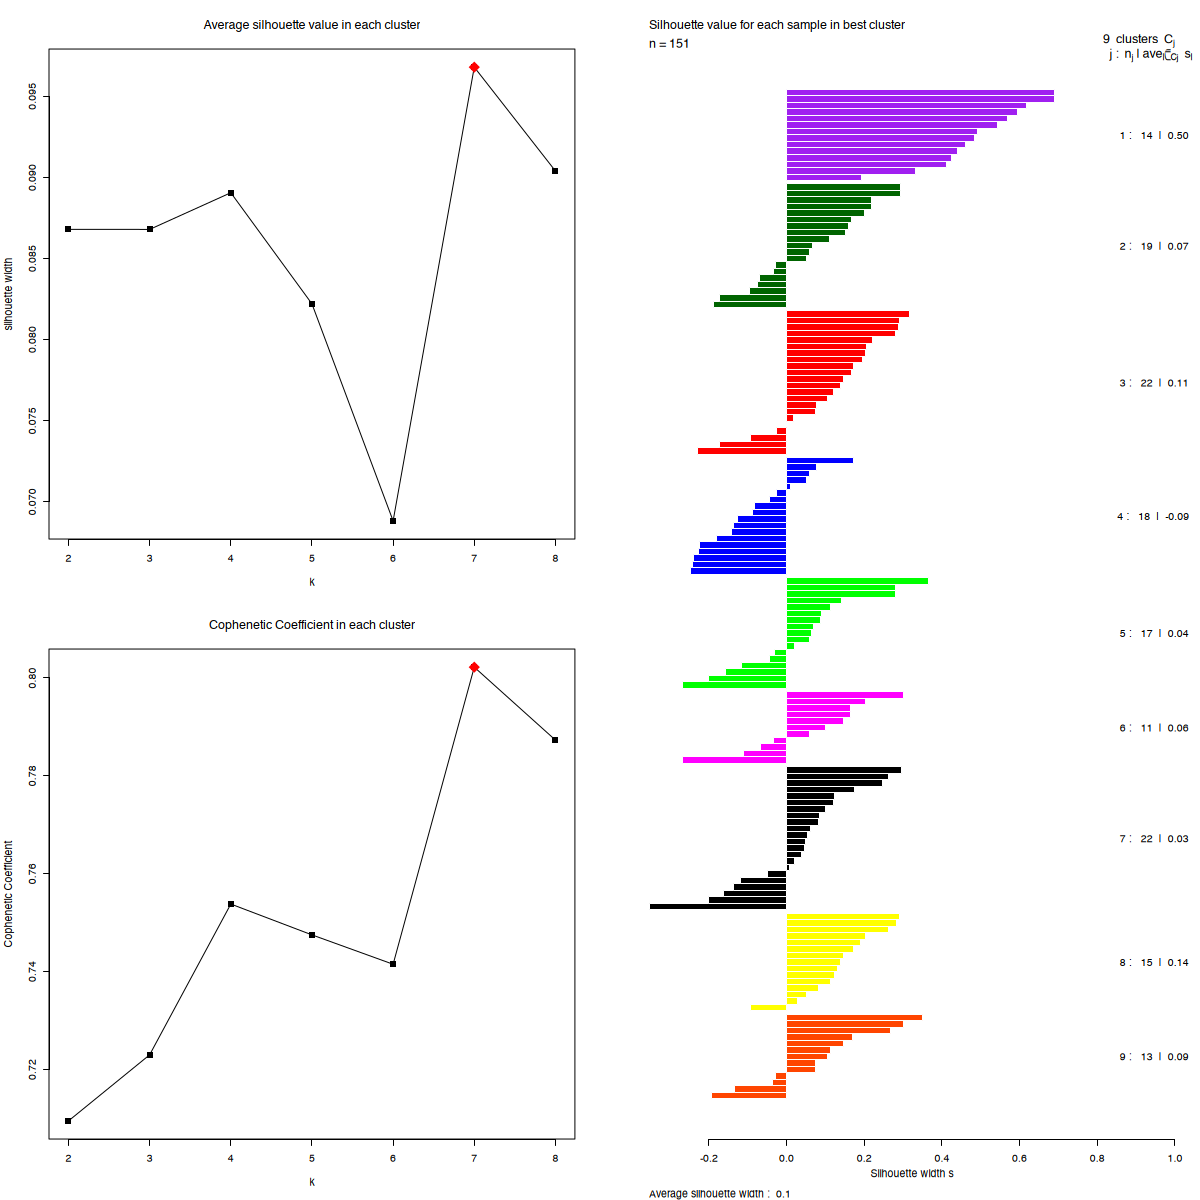 Average silhouette value in each cluster
0.095
0.090
0.085
0.080
0.075
0.070
silhouette width
2 3 4 5 6 7 8
k
Cophenetic Coefficient in each cluster
0.80
0.78
0.76
0.74
0.72
Cophenetic Coefficient
2 3 4 5 6 7 8
k
Silhouette value for each sample in best cluster
n = 151
9 clusters Cj
j : nj | avei∈Cj si
1 : 14 | 0.50
2 : 19 | 0.07
3 : 22 | 0.11
4 : 18 | -0.09
5 : 17 | 0.04
6 : 11 | 0.06
7 : 22 | 0.03
8 : 15 | 0.14
9 : 13 | 0.09
-0.2 0.0 0.2 0.4 0.6 0.8 1.0
Silhouette width s
Average silhouette width : 0.1